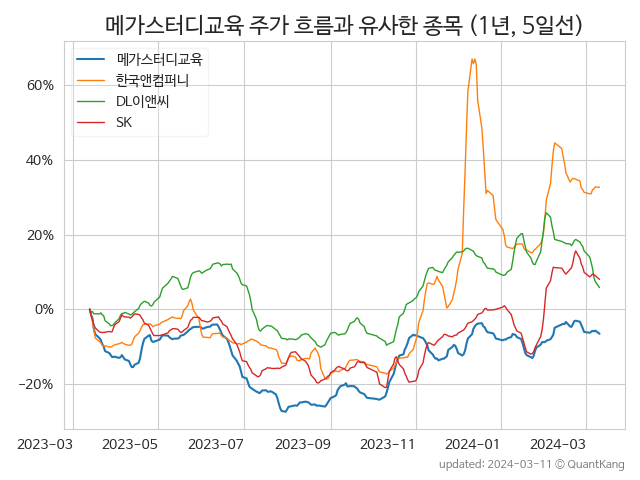 메가스터디교육 주가 흐름과 유사한 종목 (1년, 5일선)
메가스터디교육
한국앤컴퍼니
DL이앤씨
SK
60%
40%
20%
0%
−20%
2023-03 2023-05 2023-07 2023-09 2023-11 2024-01 2024-03
updated: 2024-03-11 © QuantKang